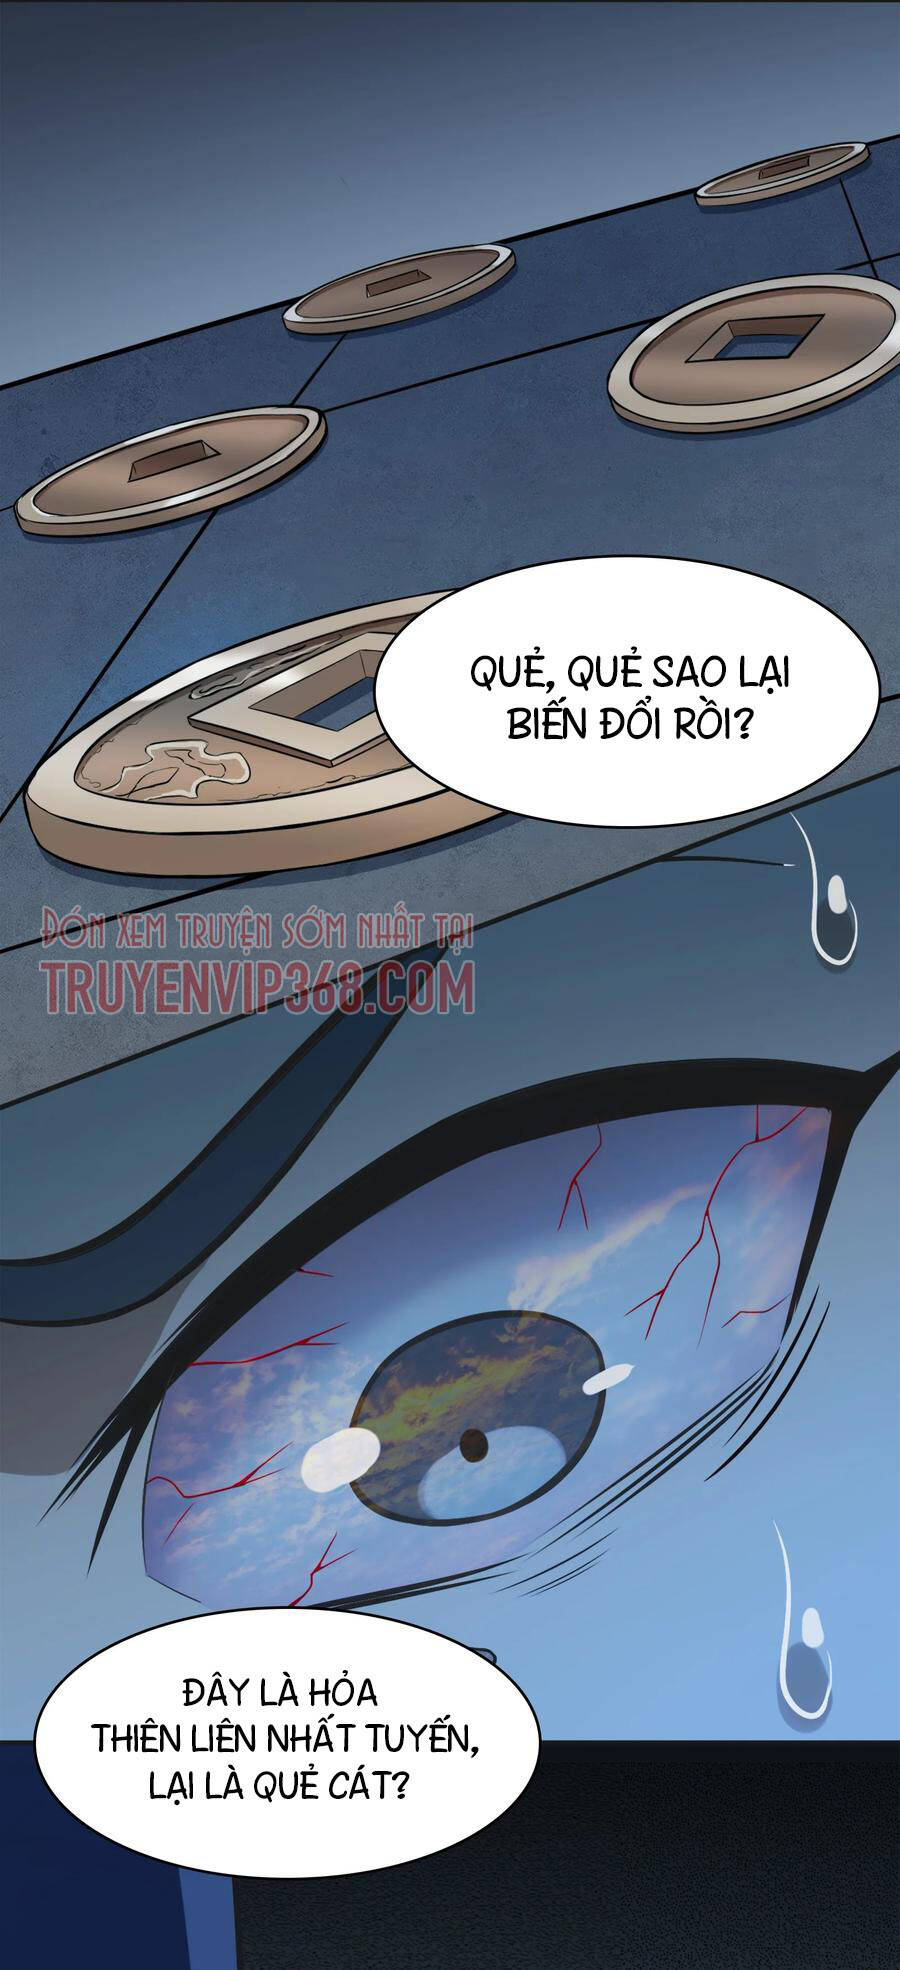 QUẺ, QUẺ SAO LẠI
BIẾN ĐỔI RỒI?
ĐÓN XEM TRUYỆN SỚM NHẤT TẠI
TRUYENVIP368.COM
ĐÂY LÀ HỎA
THIÊN LIÊN NHẤT TUYẾN,
LẠI LÀ QUẺ CÁT?